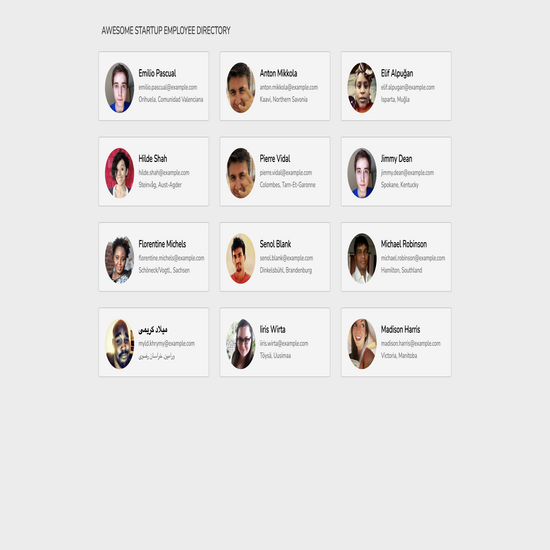 AWESOME STARTUP EMPLOYEE DIRECTORY
Emilio Pascual
emilio.pascual@example.com
Orihuela, Comunidad Valenciana
Anton Mikkola
anton.mikkola@example.com
Kaavi, Northern Savonia
Elif Alpuğan
elif.alpugan@example.com
Isparta, Muğla
Hilde Shah
hilde.shah@example.com
Steinvåg, Aust-Agder
Pierre Vidal
pierre.vidal@example.com
Colombes, Tarn-Et-Garonne
Jimmy Dean
jimmy.dean@example.com
Spokane, Kentucky
Florentine Michels
florentine.michels@example.com
Schöneck/Vogtl., Sachsen
Senol Blank
senol.blank@example.com
Dinkelsbühl, Brandenburg
Michael Robinson
michael.robinson@example.com
Hamilton, Southland
میلاد کریمی
myld.khrymy@example.com
ورامین, خراسان رضوی
Iiris Wirta
iiris.wirta@example.com
Töysä, Uusimaa
Madison Harris
madison.harris@example.com
Victoria, Manitoba